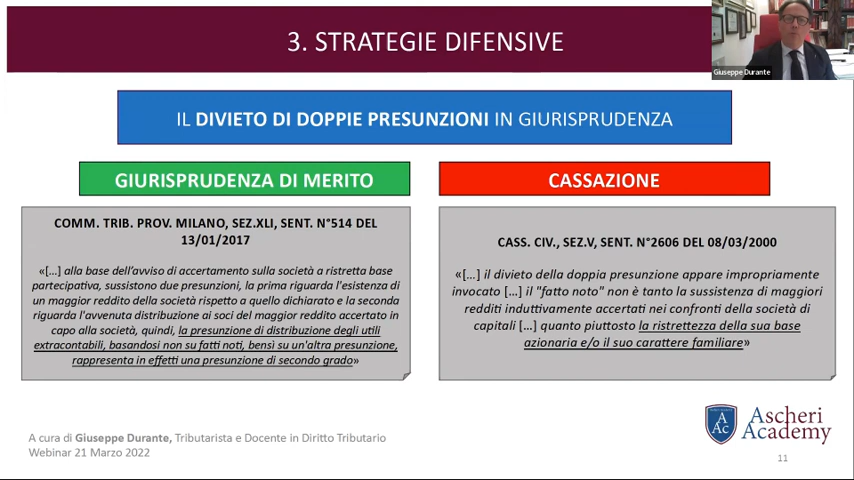 3. STRATEGIE DIFENSIVE
Giuseppe Durante
IL DIVIETO DI DOPPIE PRESUNZIONI IN GIURISPRUDENZA
GIURISPRUDENZA DI MERITO
COMM. TRIB. PROV. MILANO, SEZ.XLI, SENT. N°514 DEL
13/01/2017
«[…] alla base dell’avviso di accertamento sulla società a ristretta base
partecipativa, sussistono due presunzioni, la prima riguarda l'esistenza di
un maggior reddito della società rispetto a quello dichiarato e la seconda
riguarda l'avvenuta distribuzione ai soci del maggior reddito accertato in
capo alla società, quindi, la presunzione di distribuzione degli utili
extracontabili, basandosi non su fatti noti, bensì su un'altra presunzione,
rappresenta in effetti una presunzione di secondo grado»
CASSAZIONE
CASS. CIV., SEZ.V, SENT. N°2606 DEL 08/03/2000
«[…] il divieto della doppia presunzione appare impropriamente
invocato […] il "fatto noto" non è tanto la sussistenza di maggiori
redditi induttivamente accertati nei confronti della società di
capitali […] quanto piuttosto la ristrettezza della sua base
azionaria e/o il suo carattere familiare»
A cura di Giuseppe Durante, Tributarista e Docente in Diritto Tributario
Webinar 21 Marzo 2022
A
Ac
Ascheri
Academy
11